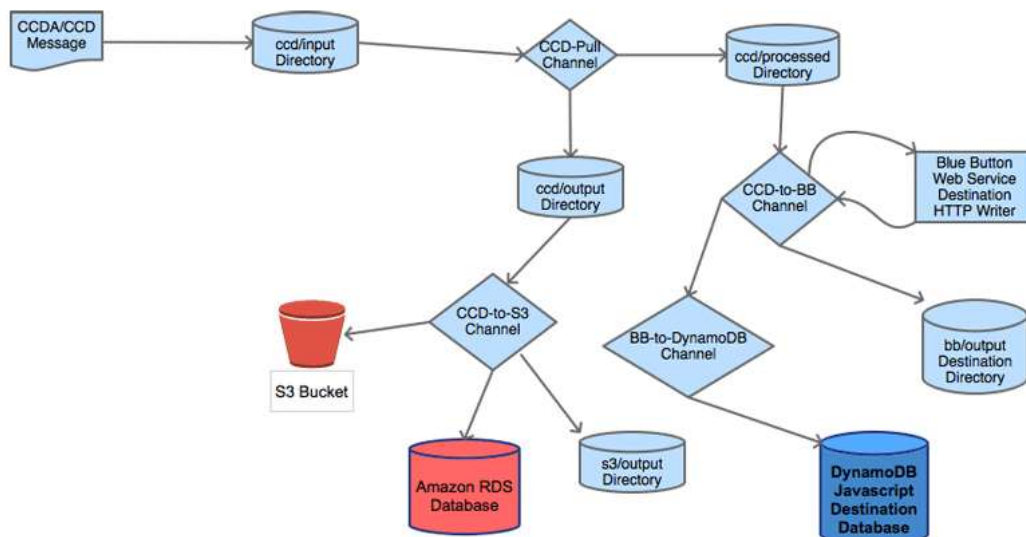 CCDA/CCD
Message
ccd/input
Directory
CCD-Pull
Channel
ccd/processed
Directory
ccd/output
Directory
CCD-to-BB
Channel
Blue Button
Web Service
Destination
HTTP Writer
CCD-to-S3
Channel
S3 Bucket
BB-to-DynamoDB
Channel
bb/output
Destination
Directory
Amazon RDS
Database
s3/output
Directory
DynamoDB
Javascript
Destination
Database